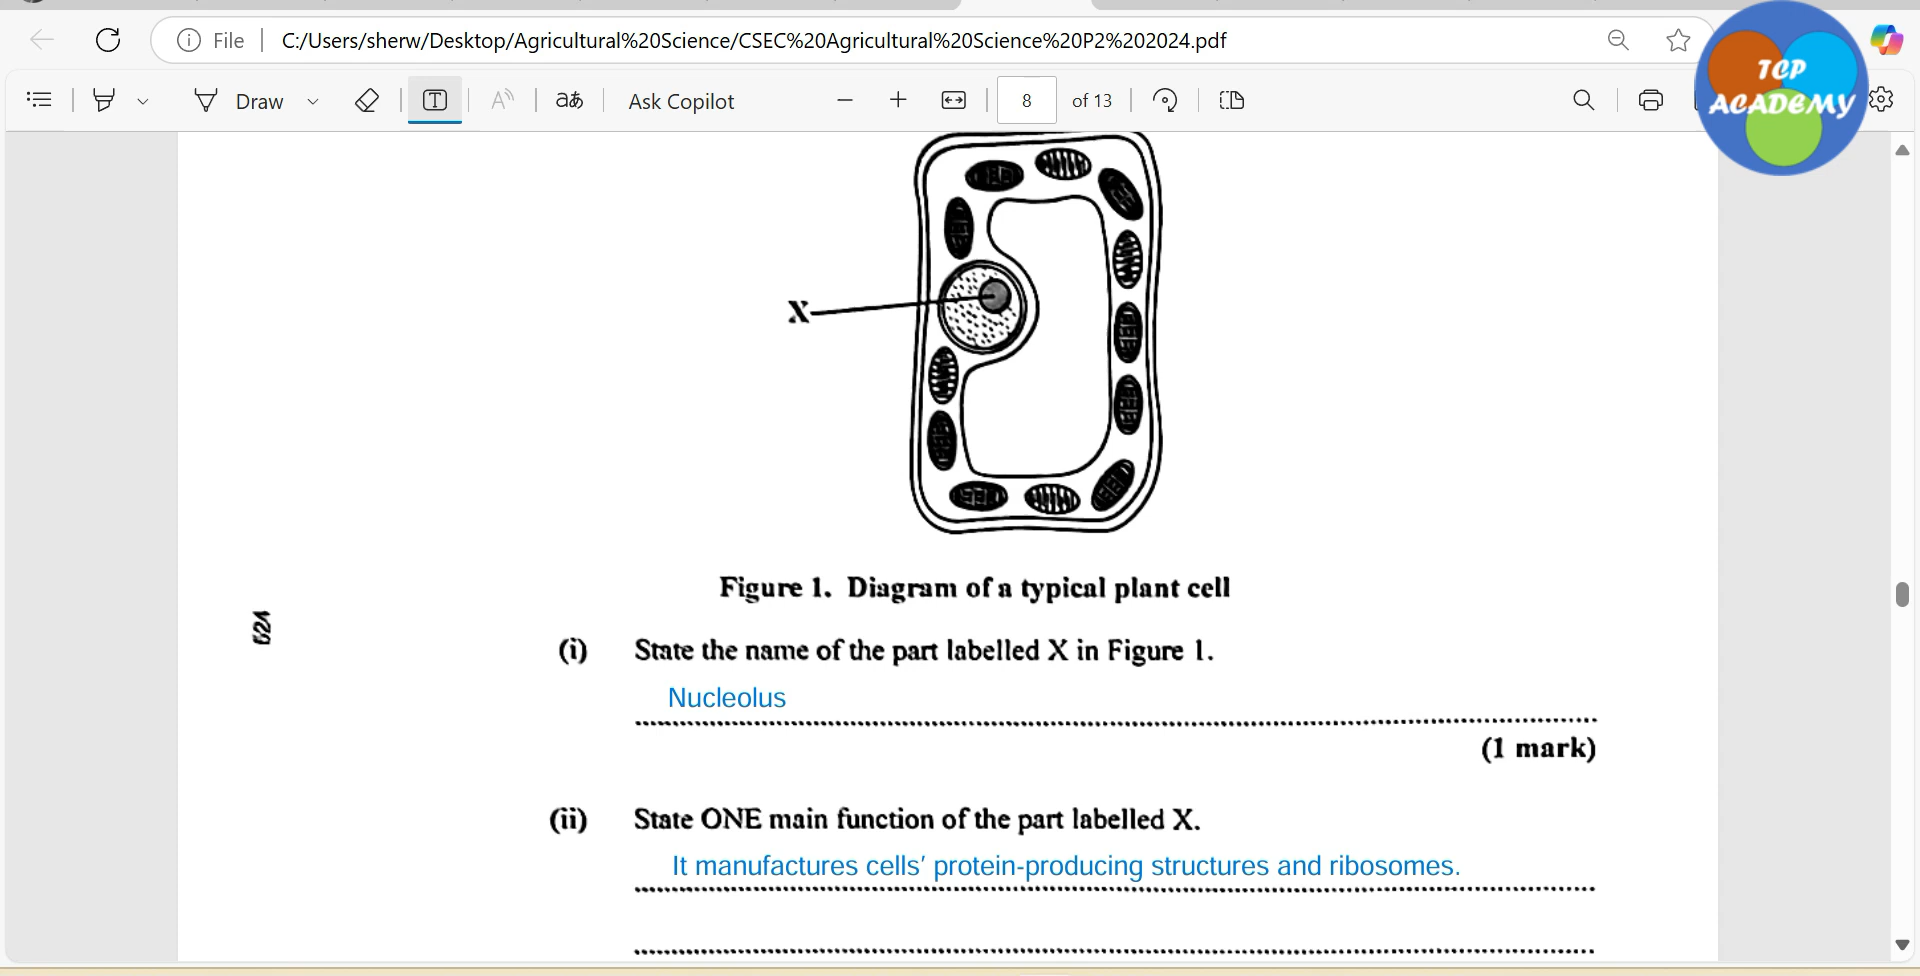 File
C:/Users/sherw/Desktop/Agricultural%20Science/CSEC%20Agricultural%20Science%20P2%202024.pdf
TCP
ACADEMY
Draw
aあ
Ask Copilot
8
of 13
X
Figure 1. Diagram of a typical plant cell
(i) State the name of the part labelled X in Figure 1.
Nucleolus
(1 mark)
(ii) State ONE main function of the part labelled X.
It manufactures cells' protein-producing structures and ribosomes.